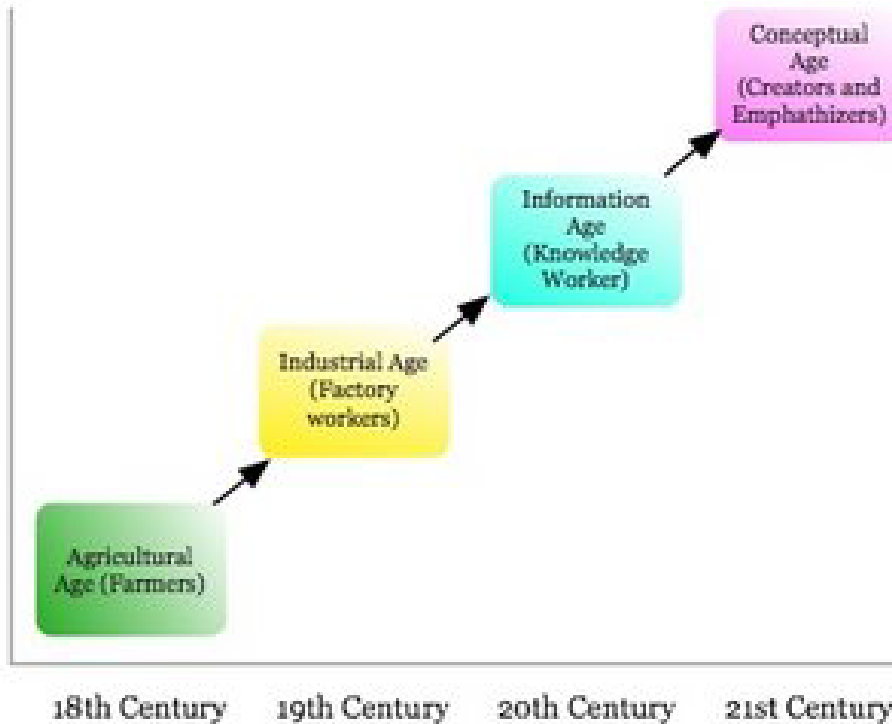 Conceptual
Age
(Creators and
Emphathizers)
Information
Age
(Knowledge
Worker)
Industrial Age
(Factory
workers)
Agricultural
Age (Farmers)
18th Century
19th Century
20th Century
21st Century